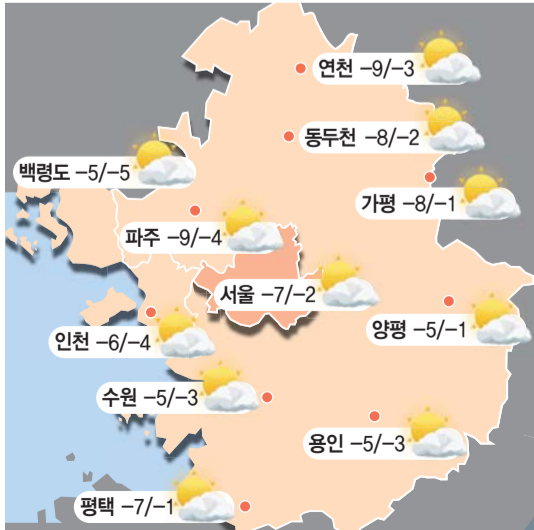 연천 –9/–3
동두천 –8/–2
백령도 –5/–5
가평 –8/–1
파주 –9/–4
서울 –7/–2
양평 –5/–1
인천 –6/–4
수원 –5/–3
용인 –5/–3
평택 –7/–1